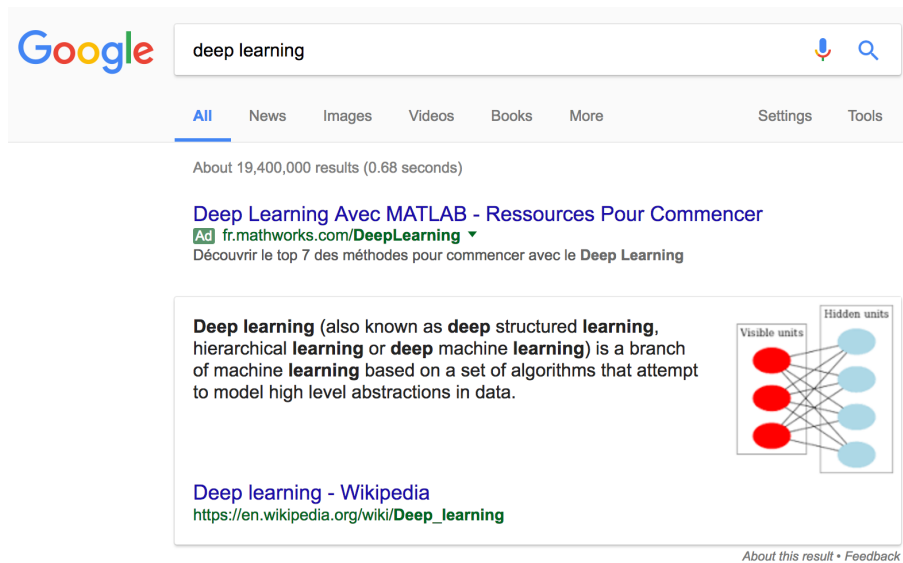 Google
deep learning
All News Images Videos Books More Settings Tools
About 19,400,000 results (0.68 seconds)
Deep Learning Avec MATLAB - Ressources Pour Commencer
Ad fr.mathworks.com/DeepLearning
Découvrir le top 7 des méthodes pour commencer avec le Deep Learning
Deep learning (also known as deep structured learning,
hierarchical learning or deep machine learning) is a branch
of machine learning based on a set of algorithms that attempt
to model high level abstractions in data.
Visible units
Hidden units
Deep learning - Wikipedia
https://en.wikipedia.org/wiki/Deep_learning
About this result • Feedback